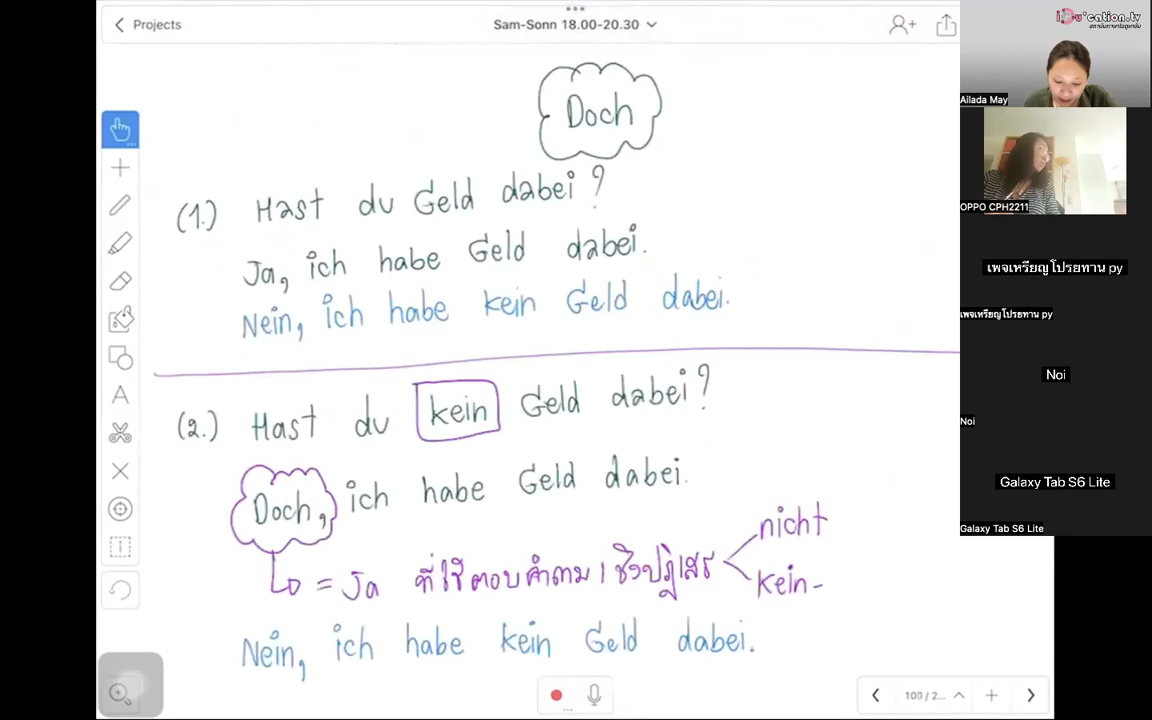 Projects
Sam-Sonn 18.00-20.30
Doch
(1.) Hast du Geld dabei?
Ja, ich habe Geld dabei.
Nein, ich habe kein Geld dabei.
(2.) Hast du kein Geld dabei?
Doch, ich habe Geld dabei.
= Ja ที่ใช้ตอบคำถามเชิงปฏิเสธ
nicht
kein-
Nein, ich habe kein Geld dabei.
100 / 2...
Ailada May
OPPO CPH2211
เพจเหรียญโปรยทาน py
เพจเหรียญโปรยทาน py
Noi
Noi
Galaxy Tab S6 Lite
Galaxy Tab S6 Lite